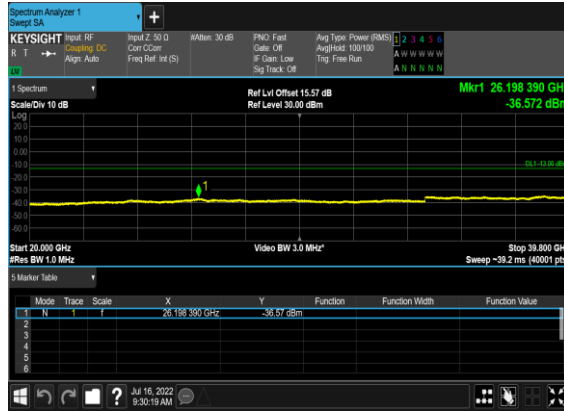 Spectrum Analyzer 1
Swept SA
+
KEYSIGHT Input: RF Input Z: 50 Ω #Atten: 30 dB PNO: Fast Avg Type: Power (RMS) 1 2 3 4 5 6
R T Coupling: DC Corr CCorr Gate: Off Avg|Hold: 100/100 A W W W W W
Align: Auto Freq Ref: Int (S) IF Gain: Low Trig: Free Run
Sig Track: Off A N N N N N
1 Spectrum
Ref Lvl Offset 15.57 dB Mkr1 26.198 390 GH
Scale/Div 10 dB Ref Level 30.00 dBm -36.572 dBm
Log
20.0
10.0
0.00
-10.0 DL1 -13.00 dB
-20.0
-30.0 1
-40.0
-50.0
-60.0
Start 20.000 GHz Video BW 3.0 MHz* Stop 39.800 GH
#Res BW 1.0 MHz Sweep ~39.2 ms (40001 pts
5 Marker Table
Mode Trace Scale X Y Function Function Width Function Value
1 N 1 f 26.198 390 GHz -36.57 dBm
2
3
4
5
6
? Jul 16, 2022
9:30:19 AM